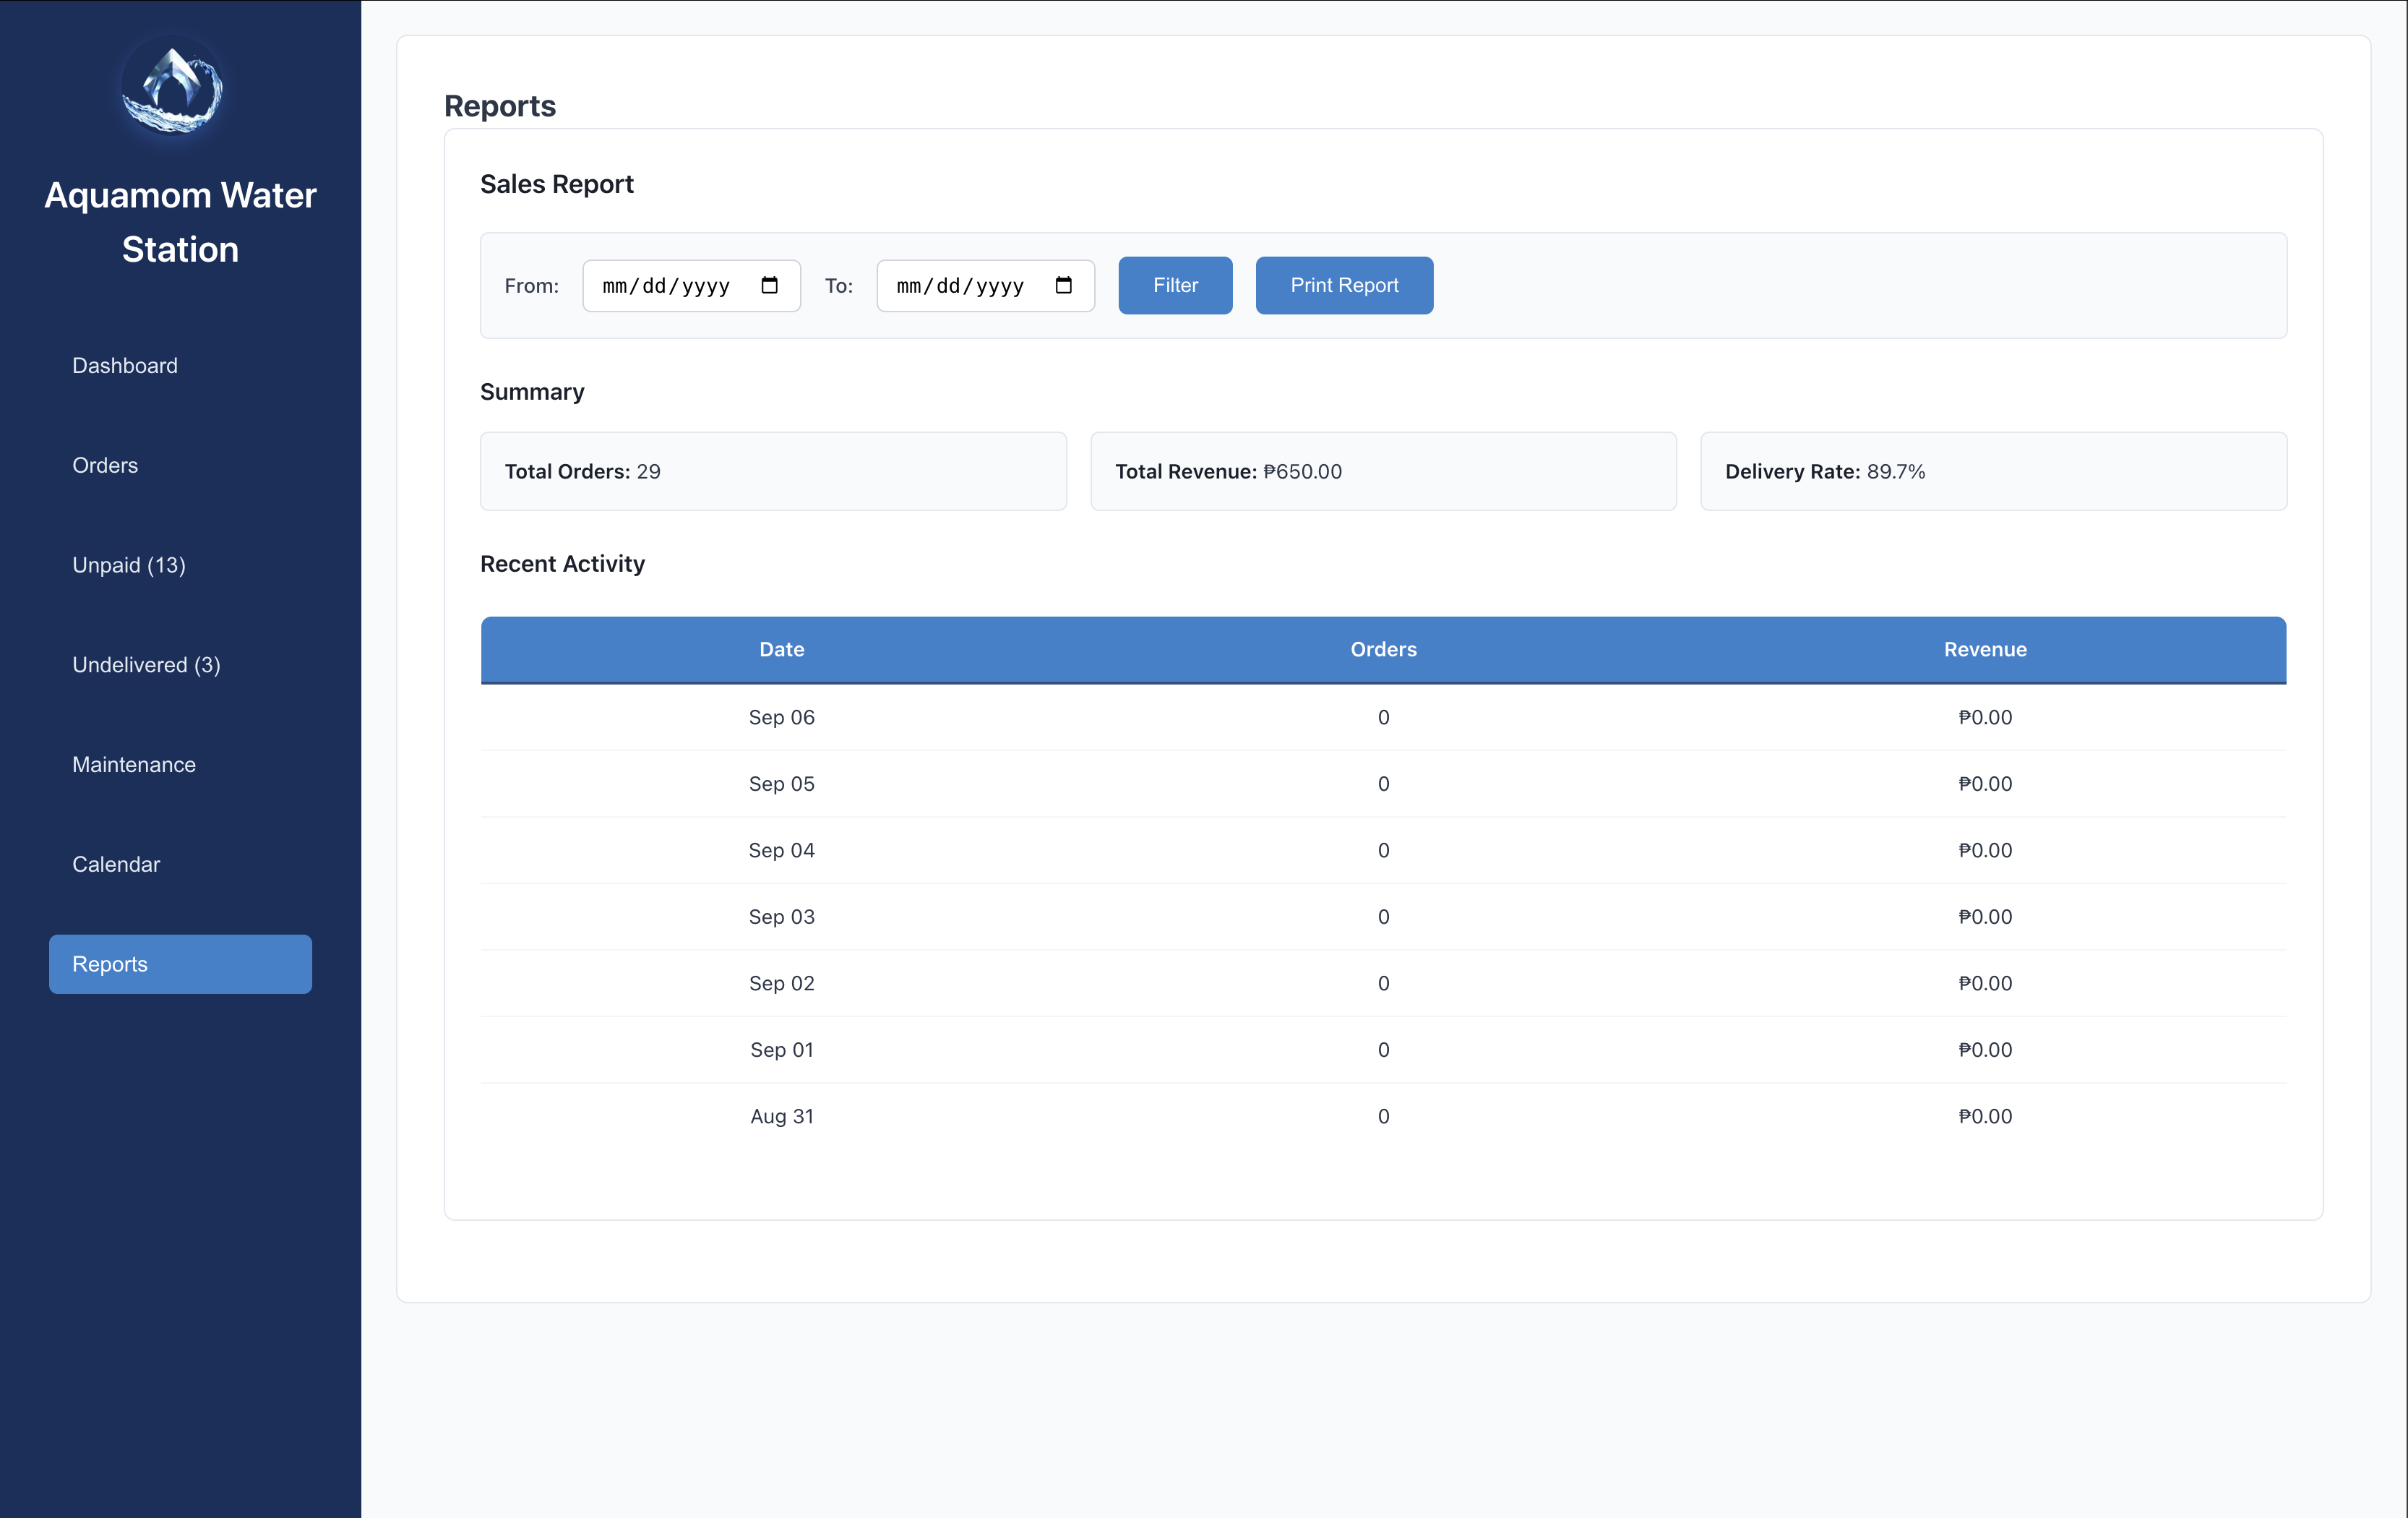 Aquamom Water
Station
Dashboard
Orders
Unpaid (13)
Undelivered (3)
Maintenance
Calendar
Reports
Reports
Sales Report
From: mm/dd/yyyy To: mm/dd/yyyy Filter Print Report
Summary
Total Orders: 29 Total Revenue: ₱650.00 Delivery Rate: 89.7%
Recent Activity
Date Orders Revenue
Sep 06 0 ₱0.00
Sep 05 0 ₱0.00
Sep 04 0 ₱0.00
Sep 03 0 ₱0.00
Sep 02 0 ₱0.00
Sep 01 0 ₱0.00
Aug 31 0 ₱0.00